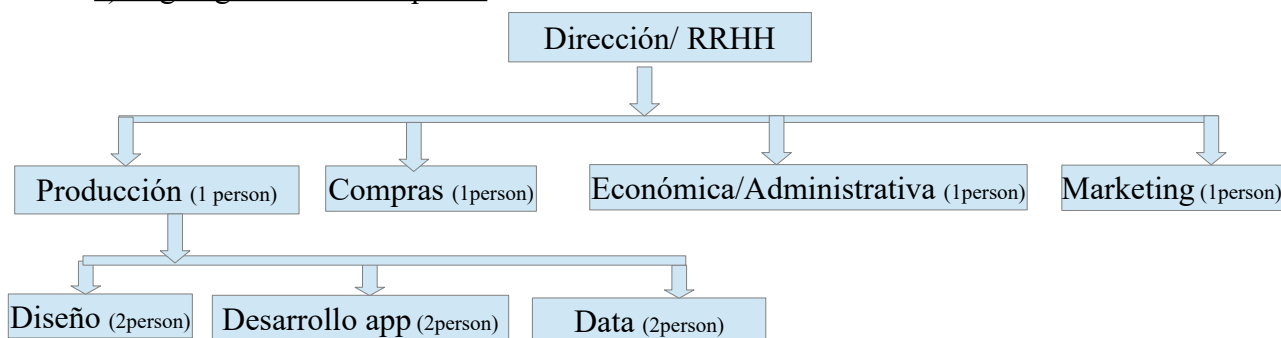 Dirección/ RRHH
Producción (1 person)
Compras (1person)
Económica/Administrativa (1person)
Marketing (1person)
Diseño (2person)
Desarrollo app (2person)
Data (2person)